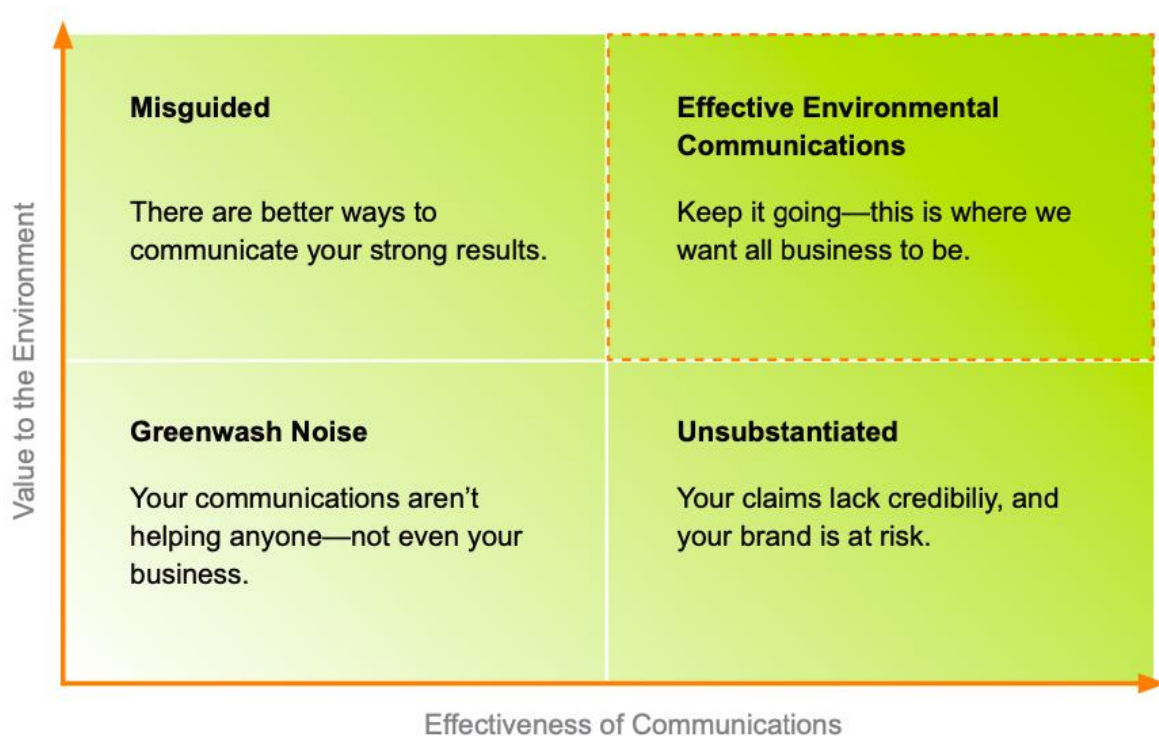 Value to the Environment
Misguided
There are better ways to
communicate your strong results.
Effective Environmental
Communications
Keep it going—this is where we
want all business to be.
Greenwash Noise
Your communications aren’t
helping anyone—not even your
business.
Unsubstantiated
Your claims lack credibiliy, and
your brand is at risk.
Effectiveness of Communications